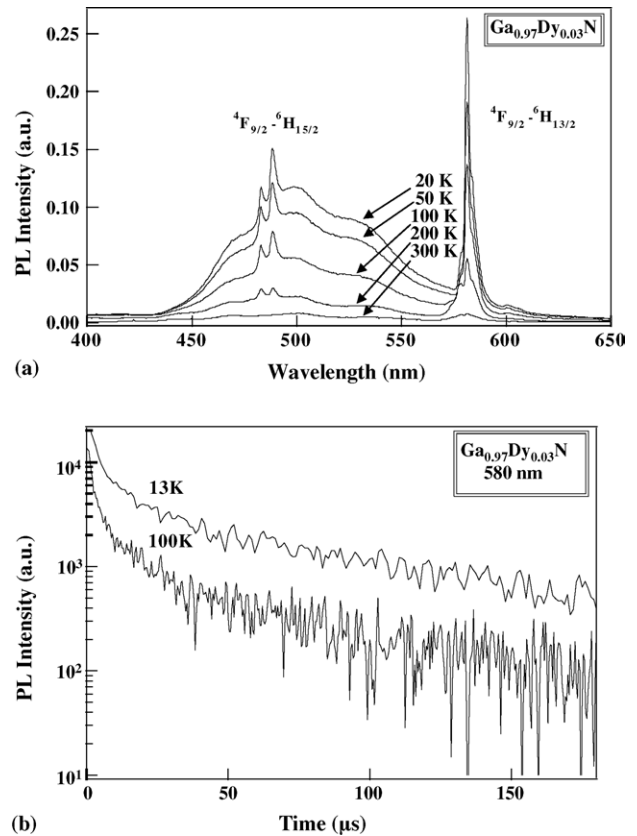 Ga0.97Dy0.03N
0.25
0.20
0.15
0.10
0.05
0.00
PL Intensity (a.u.)
4F9/2 -6H15/2
4F9/2 -6H13/2
20 K
50 K
100 K
200 K
300 K
400 450 500 550 600 650
Wavelength (nm)
(a)
Ga0.97Dy0.03N
580 nm
10^4
10^3
10^2
10^1
PL Intensity (a.u.)
13K
100K
0 50 100 150
Time (µs)
(b)